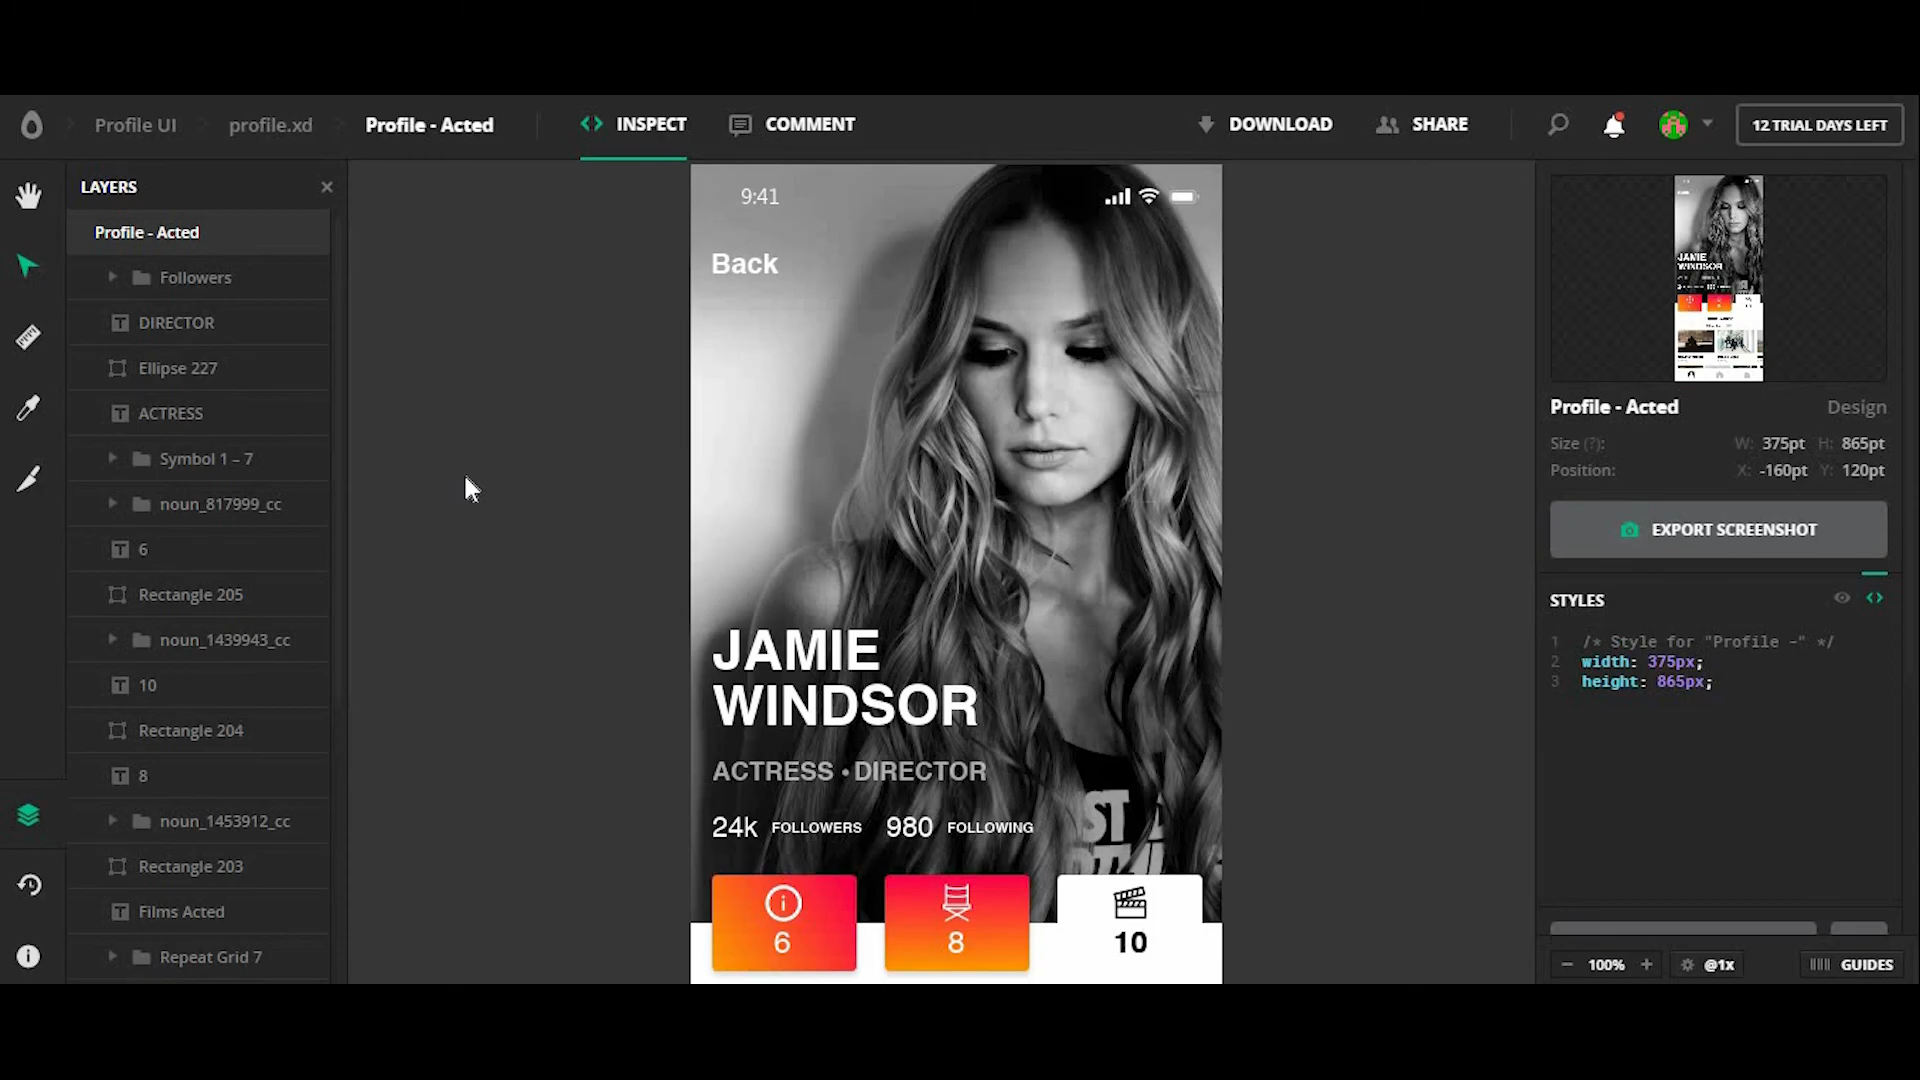 Profile UI
profile.xd
Profile - Acted
INSPECT
COMMENT
DOWNLOAD
SHARE
12 TRIAL DAYS LEFT
LAYERS
Profile - Acted
Followers
DIRECTOR
Ellipse 227
ACTRESS
Symbol 1 – 7
noun_817999_cc
6
Rectangle 205
noun_1439943_cc
10
Rectangle 204
8
noun_1453912_cc
Rectangle 203
Films Acted
Repeat Grid 7
9:41
Back
JAMIE
WINDSOR
ACTRESS • DIRECTOR
24k FOLLOWERS 980 FOLLOWING
6
8
10
JAMIE
WINDSOR
Profile - Acted
Design
Size (?): W: 375pt H: 865pt
Position: X: -160pt Y: 120pt
EXPORT SCREENSHOT
STYLES
1 /* Style for "Profile -" */
2 width: 375px;
3 height: 865px;
100%
@1x
GUIDES